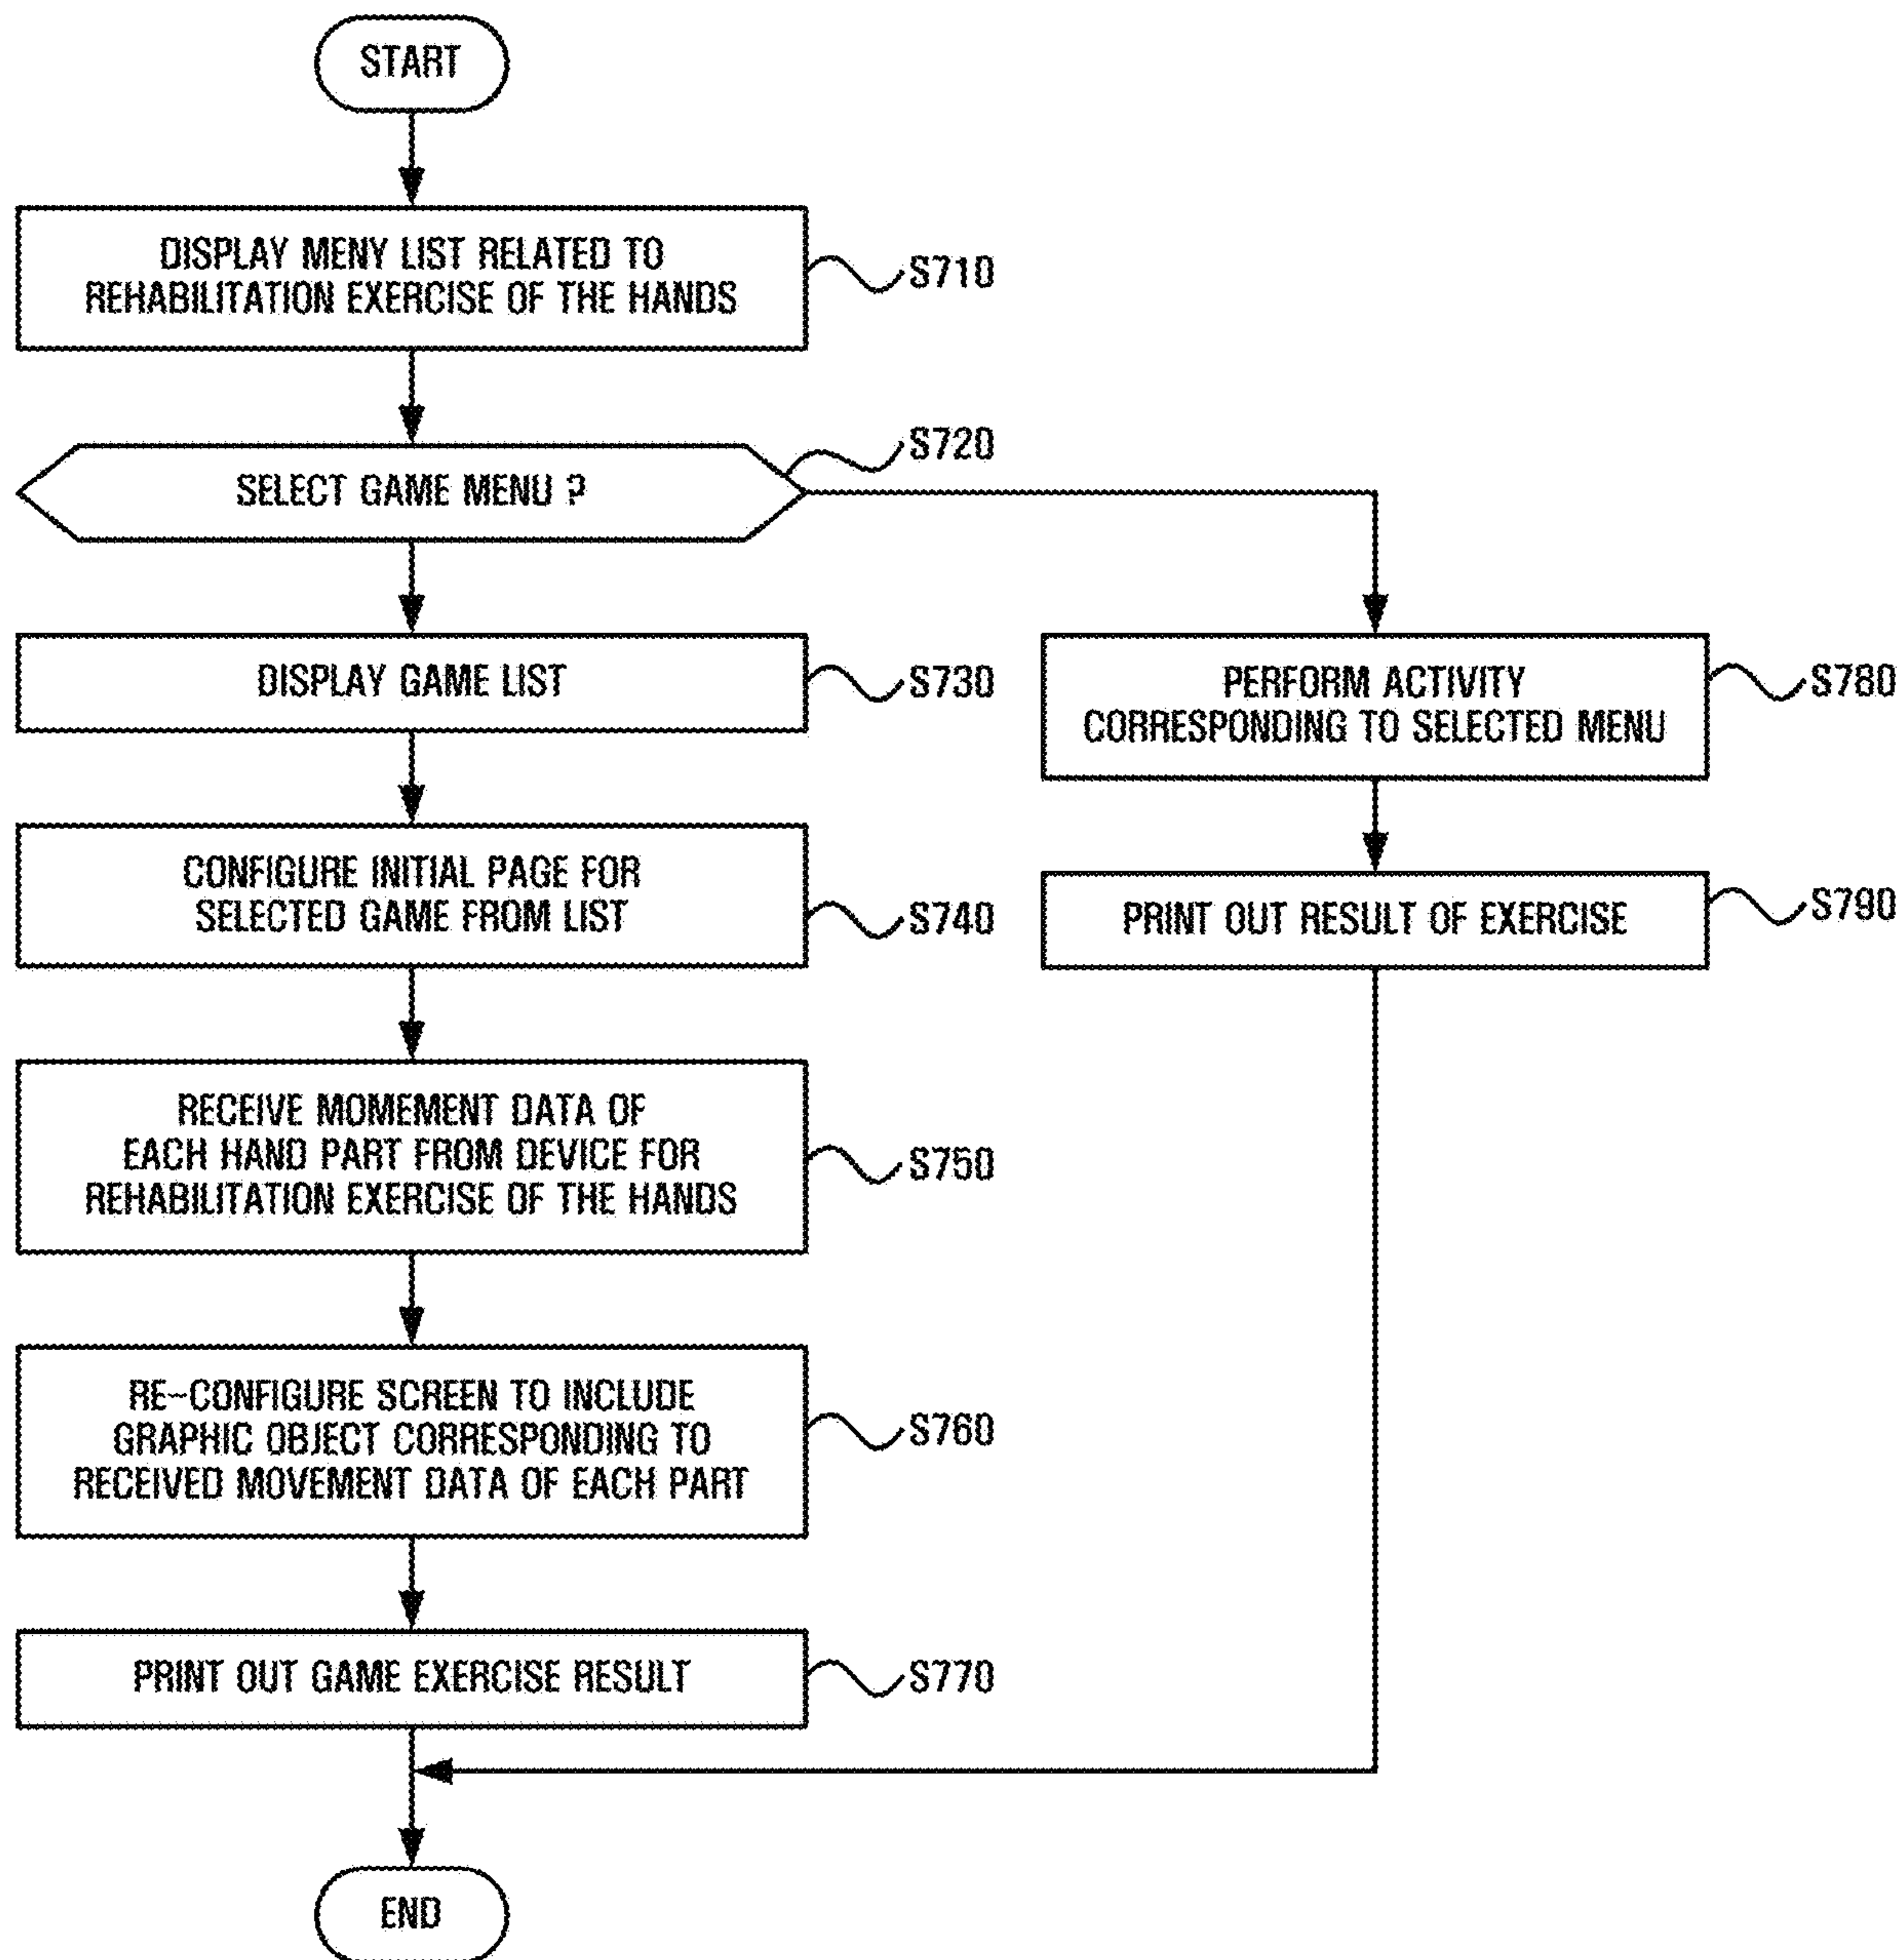 START
DISPLAY MENY LIST RELATED TO
REHABILITATION EXERCISE OF THE HANDS
S710
SELECT GAME MENU ?
S720
DISPLAY GAME LIST
S730
PERFORM ACTIVITY
CORRESPONDING TO SELECTED MENU
S780
CONFIGURE INITIAL PAGE FOR
SELECTED GAME FROM LIST
S740
PRINT OUT RESULT OF EXERCISE
S790
RECEIVE MOMEMENT DATA OF
EACH HAND PART FROM DEVICE FOR
REHABILITATION EXERCISE OF THE HANDS
S750
RE-CONFIGURE SCREEN TO INCLUDE
GRAPHIC OBJECT CORRESPONDING TO
RECEIVED MOVEMENT DATA OF EACH PART
S760
PRINT OUT GAME EXERCISE RESULT
S770
END